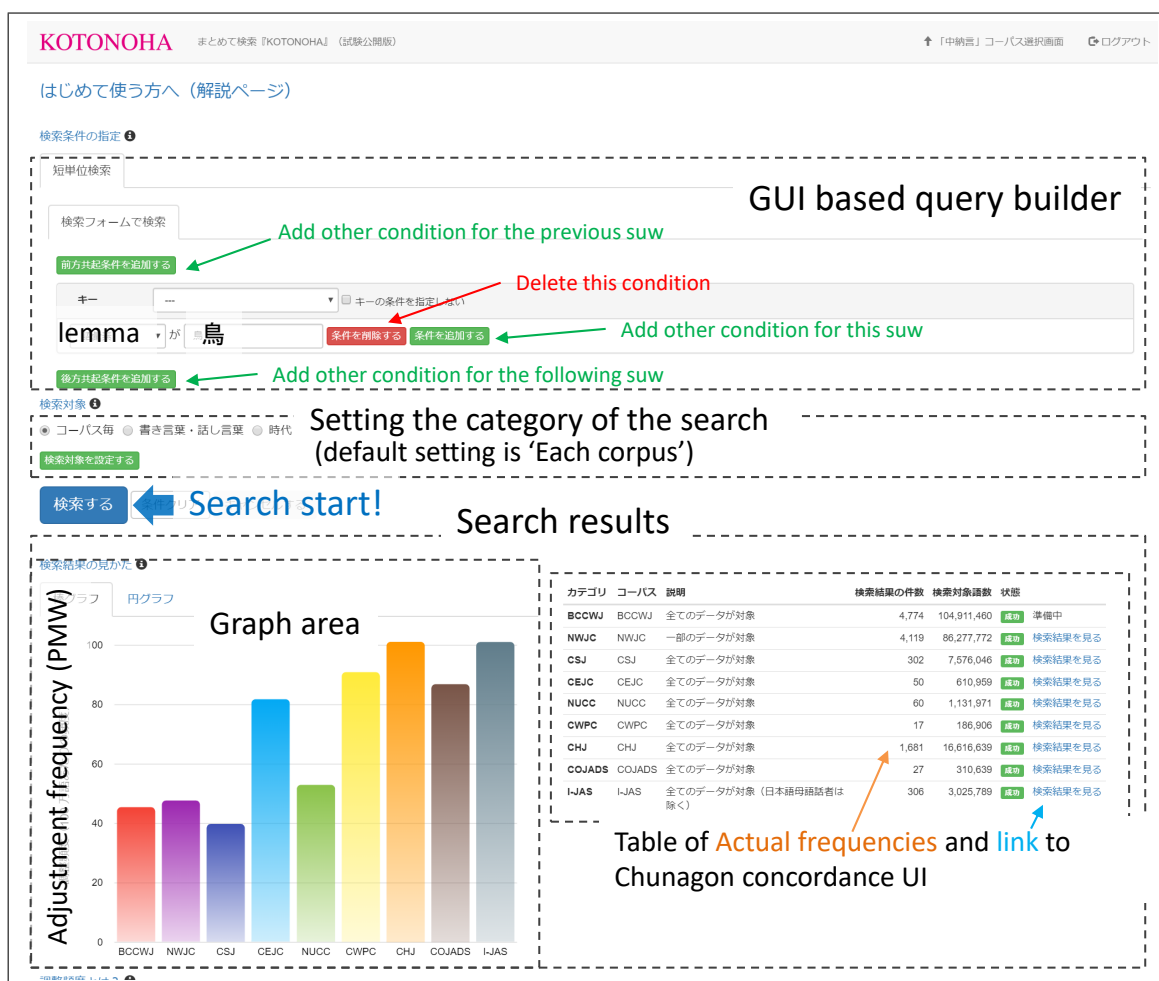 KOTONOHA まとめて検索『KOTONOHA』（試験公開版） 「中納言」コーパス選択画面 ログアウト
はじめて使う方へ（解説ページ）
検索条件の指定
短単位検索
GUI based query builder
検索フォームで検索
Add other condition for the previous suw
前方共起条件を追加する
Delete this condition
キー --- キーの条件を指定しない
lemma が 鳥 条件を削除する 条件を追加する Add other condition for this suw
後方共起条件を追加する Add other condition for the following suw
検索対象
Setting the category of the search
コーパス毎 書き言葉・話し言葉 時代
(default setting is ‘Each corpus’)
検索対象を設定する
検索する Search start!
Search results
検索結果の見かた
グラフ 円グラフ
Graph area
Adjustment frequency (PMW)
100
80
60
40
20
0
BCCWJ NWJC CSJ CEJC NUCC CWPC CHJ COJADS I-JAS
カテゴリ コーパス 説明 検索結果の件数 検索対象語数 状態
BCCWJ BCCWJ 全てのデータが対象 4,774 104,911,460 成功 準備中
NWJC NWJC 一部のデータが対象 4,119 86,277,772 成功 検索結果を見る
CSJ CSJ 全てのデータが対象 302 7,576,046 成功 検索結果を見る
CEJC CEJC 全てのデータが対象 50 610,959 成功 検索結果を見る
NUCC NUCC 全てのデータが対象 60 1,131,971 成功 検索結果を見る
CWPC CWPC 全てのデータが対象 17 186,906 成功 検索結果を見る
CHJ CHJ 全てのデータが対象 1,681 16,616,639 成功 検索結果を見る
COJADS COJADS 全てのデータが対象 27 310,639 成功 検索結果を見る
I-JAS I-JAS 全てのデータが対象（日本語母語話者は 306 3,025,789 成功 検索結果を見る
除く）
Table of Actual frequencies and link to
Chunagon concordance UI